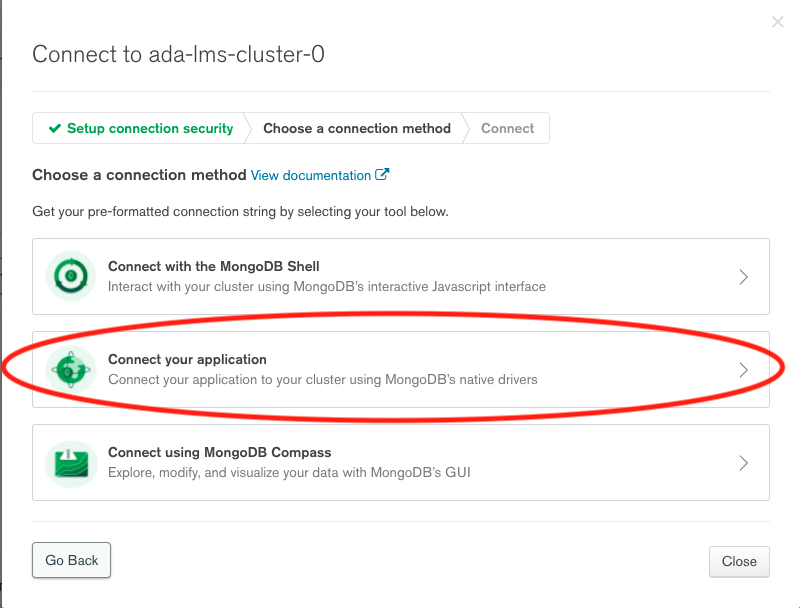 Connect to ada-lms-cluster-0
Setup connection security Choose a connection method Connect
Choose a connection method View documentation
Get your pre-formatted connection string by selecting your tool below.
Connect with the MongoDB Shell
Interact with your cluster using MongoDB's interactive Javascript interface
Connect your application
Connect your application to your cluster using MongoDB's native drivers
Connect using MongoDB Compass
Explore, modify, and visualize your data with MongoDB's GUI
Go Back Close